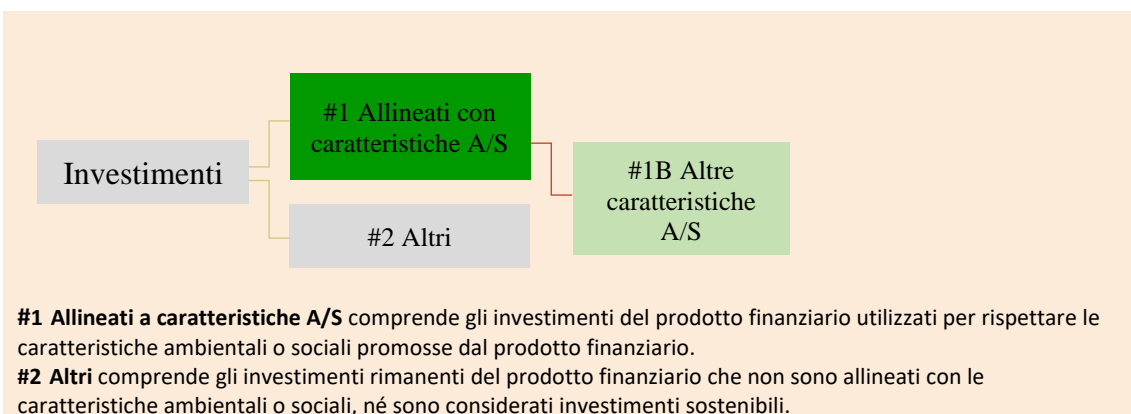 #1 Allineati con
caratteristiche A/S
Investimenti
#1B Altre
caratteristiche
A/S
#2 Altri
#1 Allineati a caratteristiche A/S comprende gli investimenti del prodotto finanziario utilizzati per rispettare le
caratteristiche ambientali o sociali promosse dal prodotto finanziario.
#2 Altri comprende gli investimenti rimanenti del prodotto finanziario che non sono allineati con le
caratteristiche ambientali o sociali, né sono considerati investimenti sostenibili.